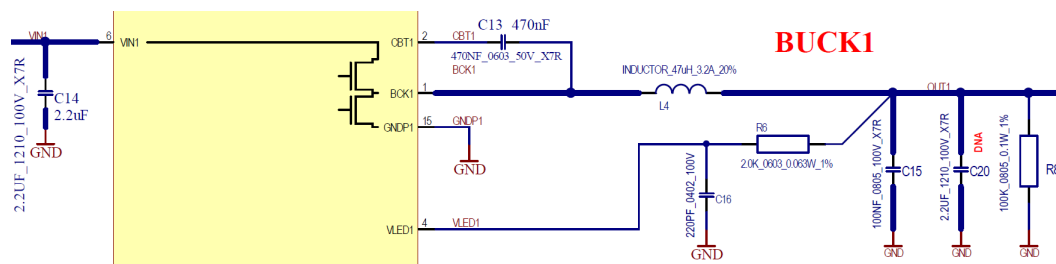 BUCK1
VIN1
6
VIN1
C14
2.2uF
2.2UF_1210_100V_X7R
GND
CBT1
2
CBT1
C13 470nF
470NF_0603_50V_X7R
BCK1
BCK1
1
GNDP1
15
GNDP1
GND
VLED1
4
VLED1
INDUCTOR_47uH_3.2A_20%
L4
OUT1
R6
2.0K_0603_0.063W_1%
220PF_0402_100V
C16
GND
100NF_0805_100V_X7R
C15
GND
2.2UF_1210_100V_X7R
DNA
C20
GND
100K_0805_0.1W_1%
R8
GND